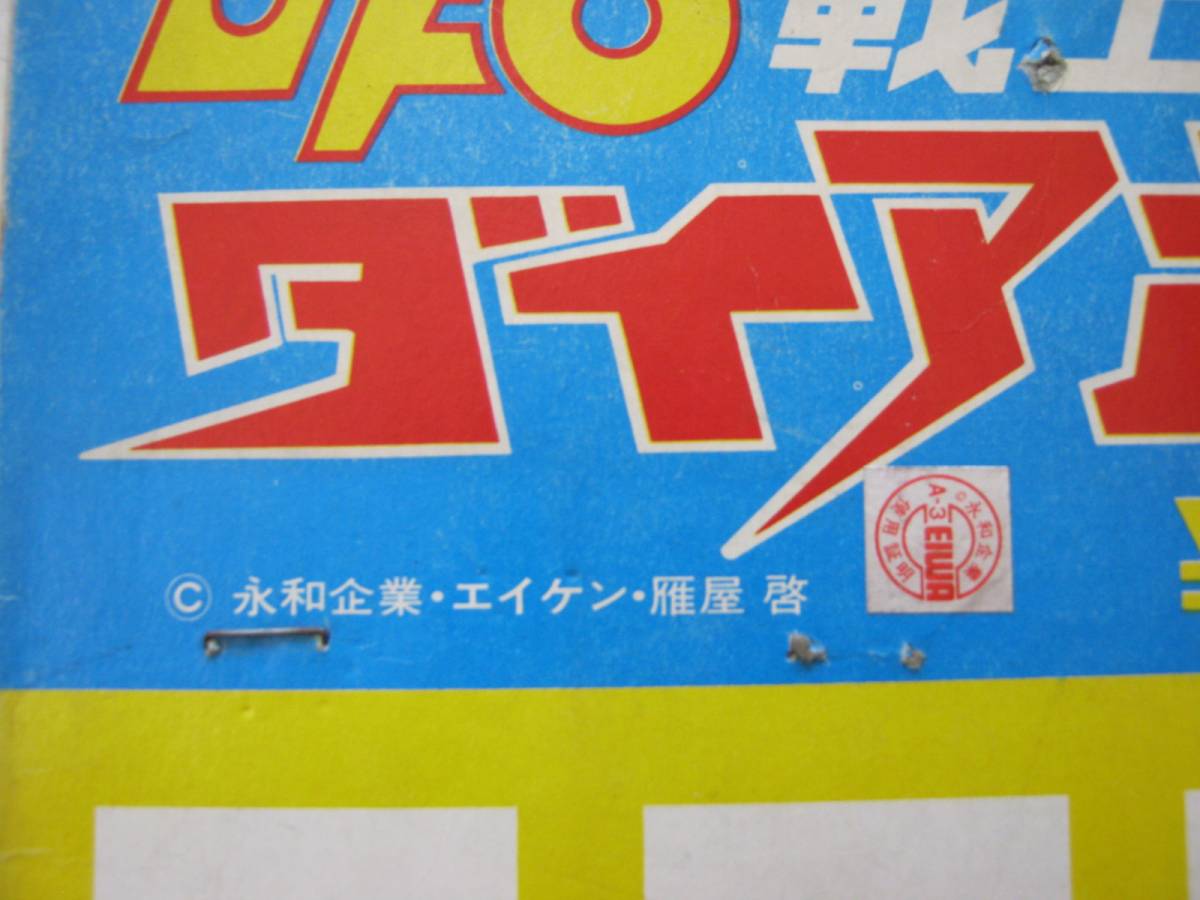 UFO 戦士
ダイア
© 永和企業・エイケン・雁屋 啓
© 永和企業
A-3
EIWA